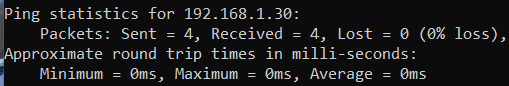 Ping statistics for 192.168.1.30:
    Packets: Sent = 4, Received = 4, Lost = 0 (0% loss),
Approximate round trip times in milli-seconds:
    Minimum = 0ms, Maximum = 0ms, Average = 0ms